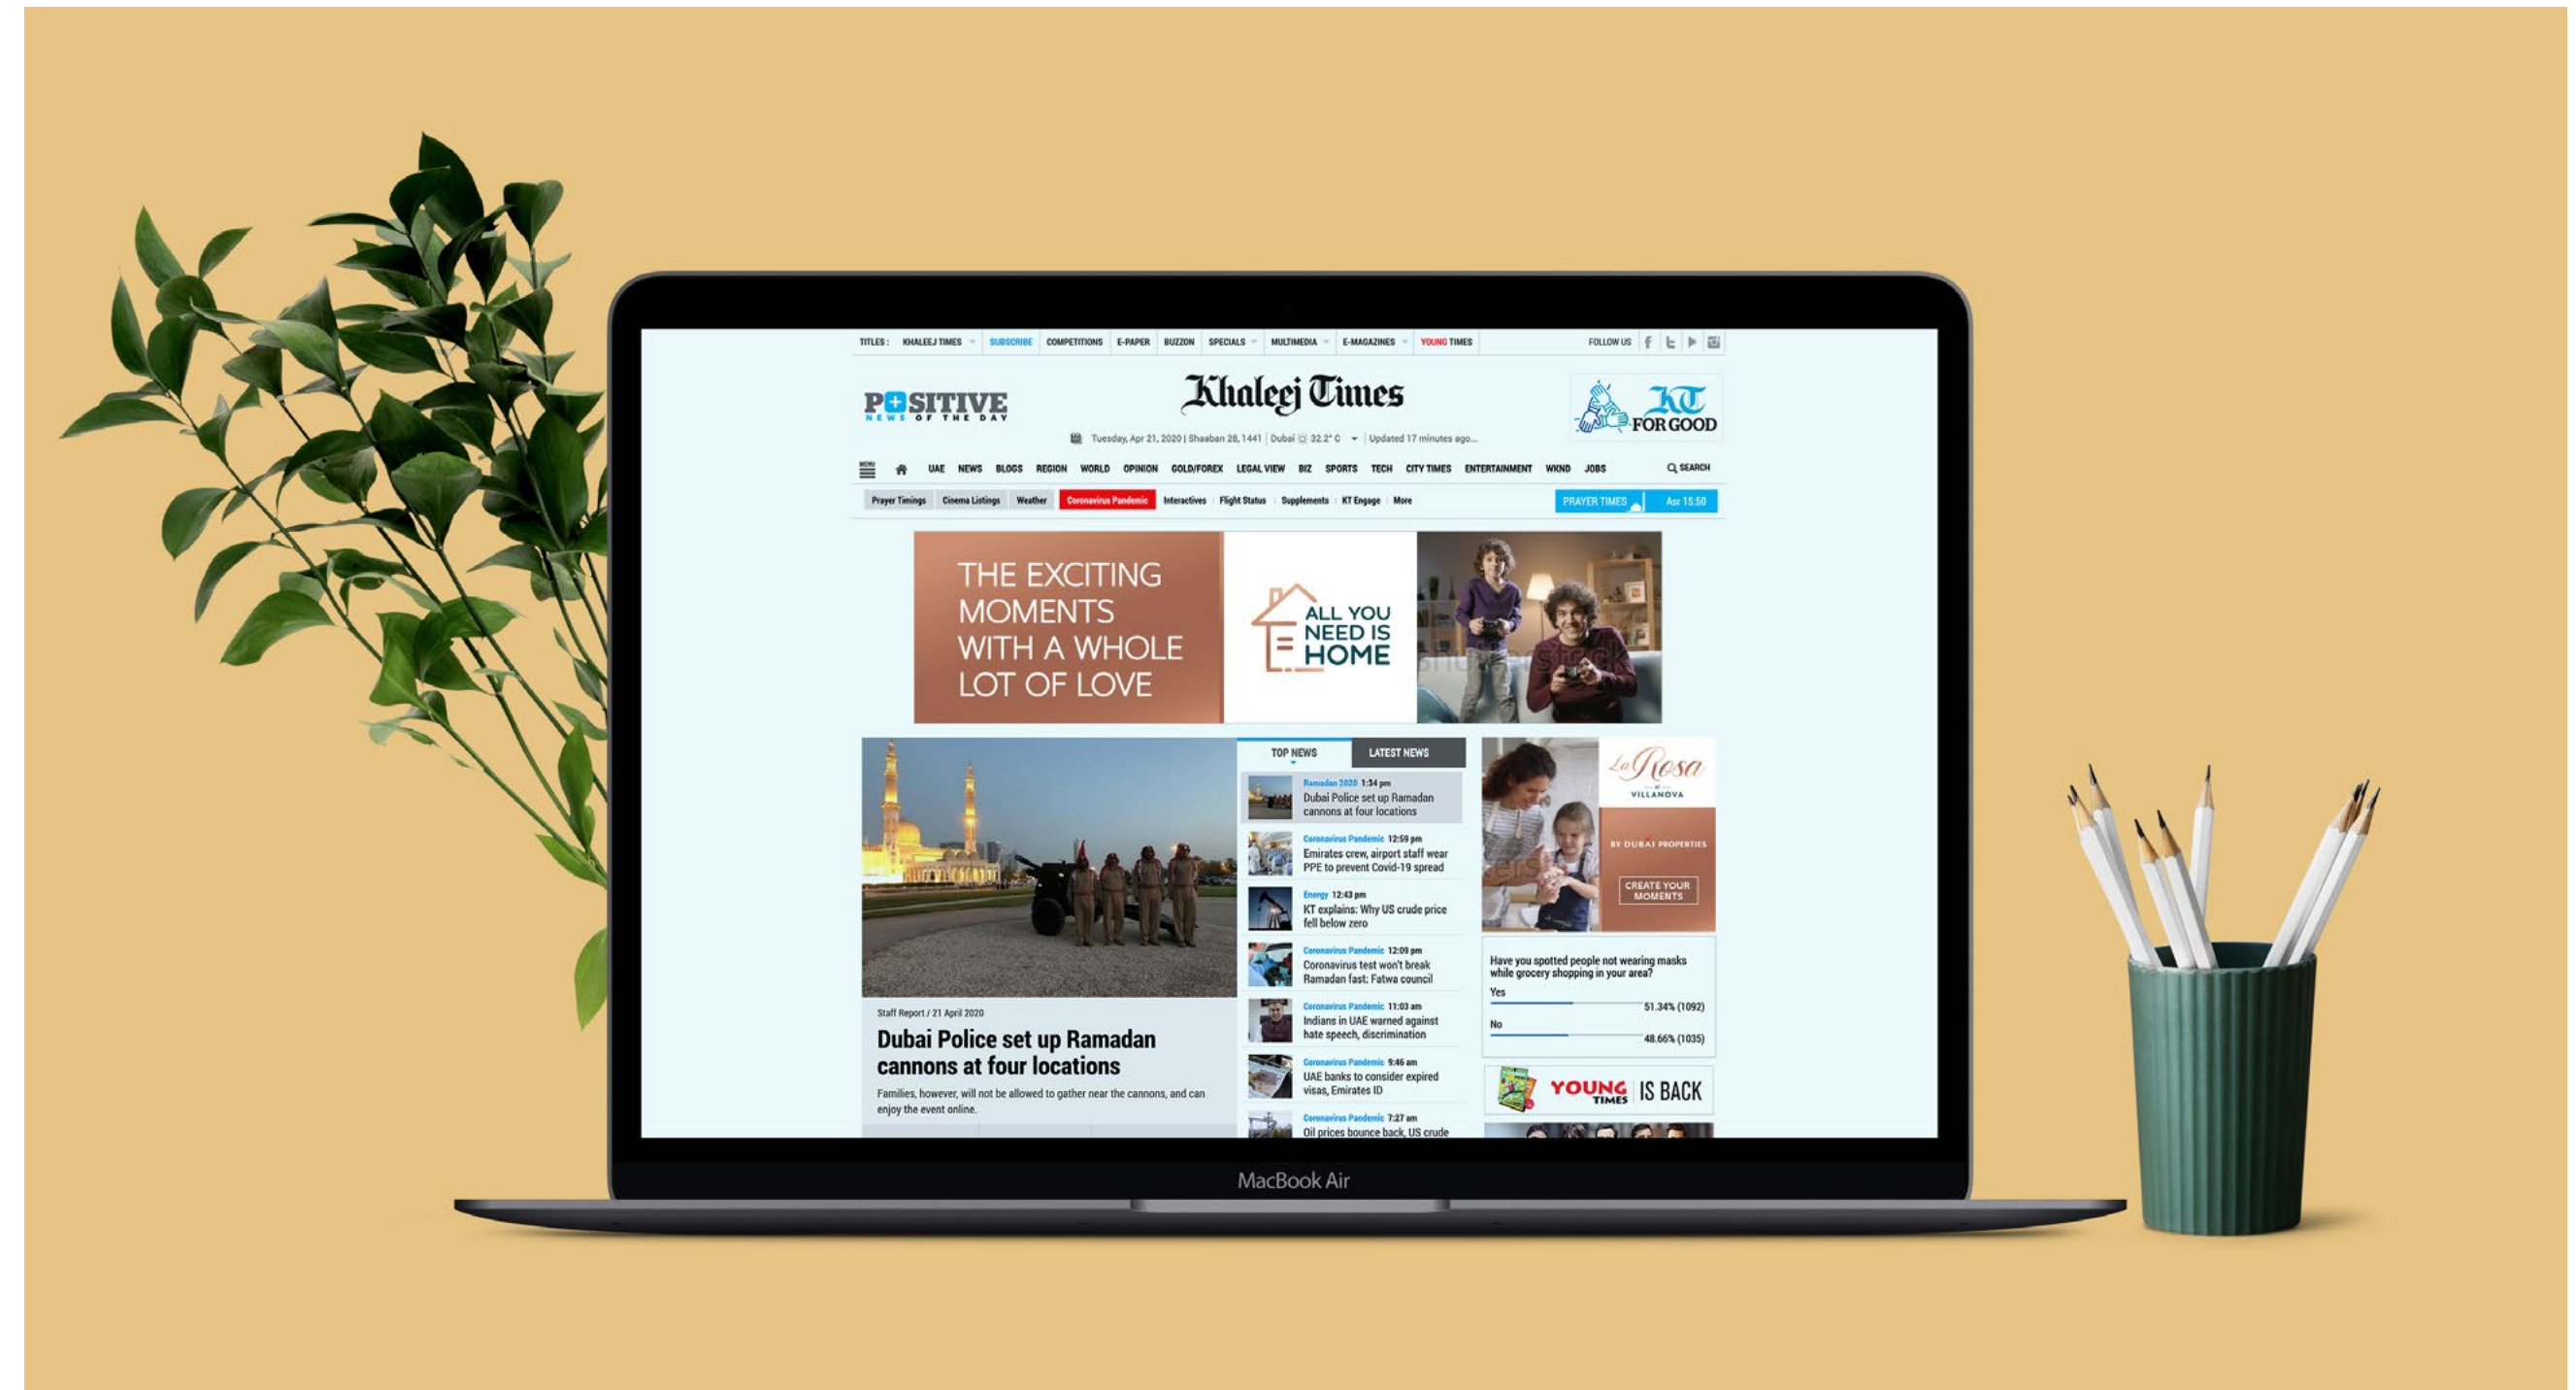 TITLES : KHALEEJ TIMES SUBSCRIBE COMPETITIONS E-PAPER BUZZON SPECIALS MULTIMEDIA E-MAGAZINES YOUNG TIMES FOLLOW US
POSITIVE
NEWS OF THE DAY
Khaleej Times
KT
FOR GOOD
Tuesday, Apr 21, 2020 | Shaaban 28, 1441 | Dubai 32.2° C | Updated 17 minutes ago...
MENU UAE NEWS BLOGS REGION WORLD OPINION GOLD/FOREX LEGAL VIEW BIZ SPORTS TECH CITY TIMES ENTERTAINMENT WKND JOBS SEARCH
Prayer Timings Cinema Listings Weather Coronavirus Pandemic Interactives Flight Status Supplements KT Engage More PRAYER TIMES Asr 15:50
THE EXCITING
MOMENTS
WITH A WHOLE
LOT OF LOVE
ALL YOU
NEED IS
HOME
Staff Report / 21 April 2020
Dubai Police set up Ramadan
cannons at four locations
Families, however, will not be allowed to gather near the cannons, and can
enjoy the event online.
TOP NEWS LATEST NEWS
Ramadan 2020 1:34 pm
Dubai Police set up Ramadan
cannons at four locations
Coronavirus Pandemic 12:59 pm
Emirates crew, airport staff wear
PPE to prevent Covid-19 spread
Energy 12:43 pm
KT explains: Why US crude price
fell below zero
Coronavirus Pandemic 12:09 pm
Coronavirus test won't break
Ramadan fast: Fatwa council
Coronavirus Pandemic 11:03 am
Indians in UAE warned against
hate speech, discrimination
Coronavirus Pandemic 9:46 am
UAE banks to consider expired
visas, Emirates ID
Coronavirus Pandemic 7:27 am
Oil prices bounce back, US crude
La Rosa
at
VILLANOVA
BY DUBAI PROPERTIES
CREATE YOUR
MOMENTS
Have you spotted people not wearing masks
while grocery shopping in your area?
Yes
51.34% (1092)
No
48.66% (1035)
YOUNG
TIMES
IS BACK
MacBook Air